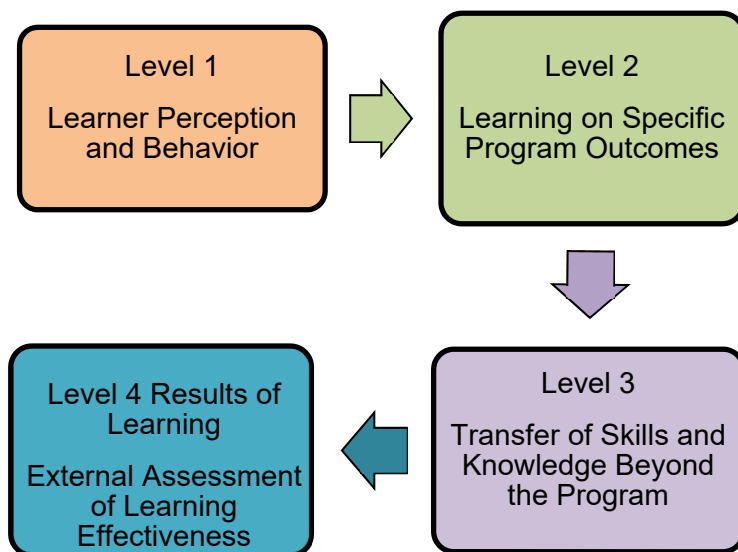 Level 1
Learner Perception
and Behavior
Level 2
Learning on Specific
Program Outcomes
Level 3
Transfer of Skills and
Knowledge Beyond
the Program
Level 4 Results of
Learning
External Assessment
of Learning
Effectiveness